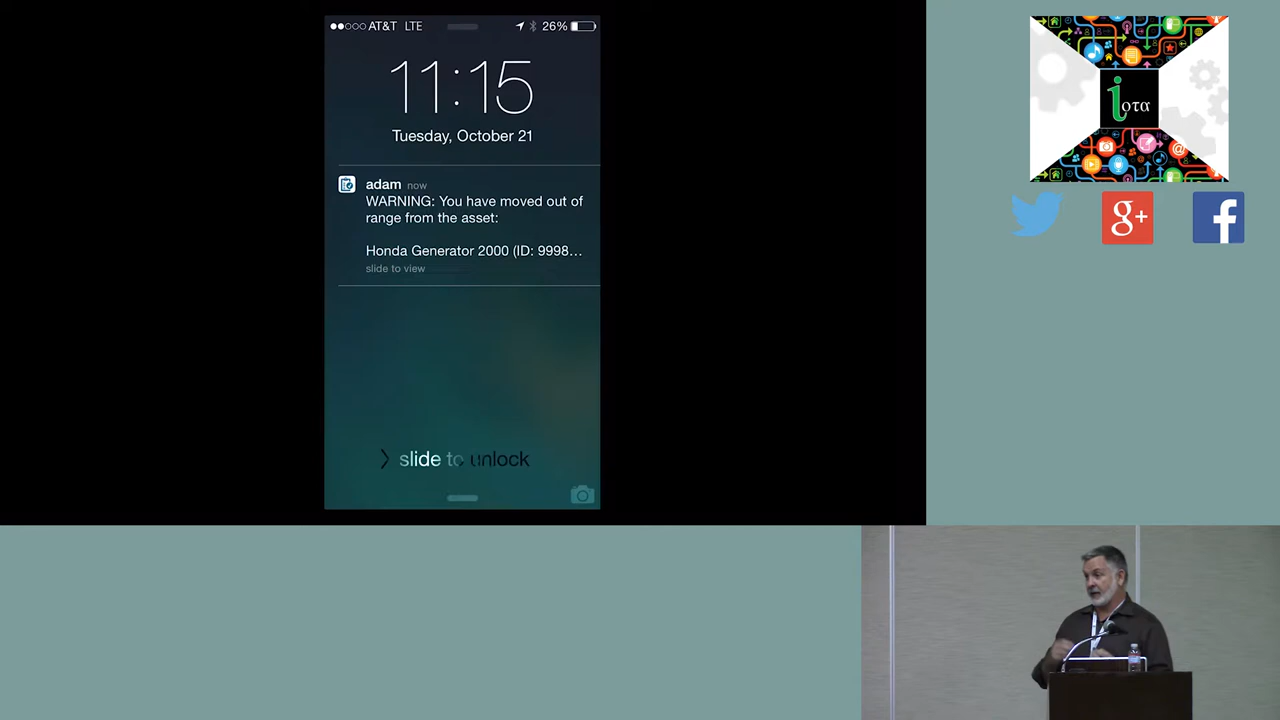 AT&T LTE
26%
11:15
Tuesday, October 21
adam now
WARNING: You have moved out of
range from the asset:
Honda Generator 2000 (ID: 9998…
slide to view
slide to unlock
iοτα
g+
f
@